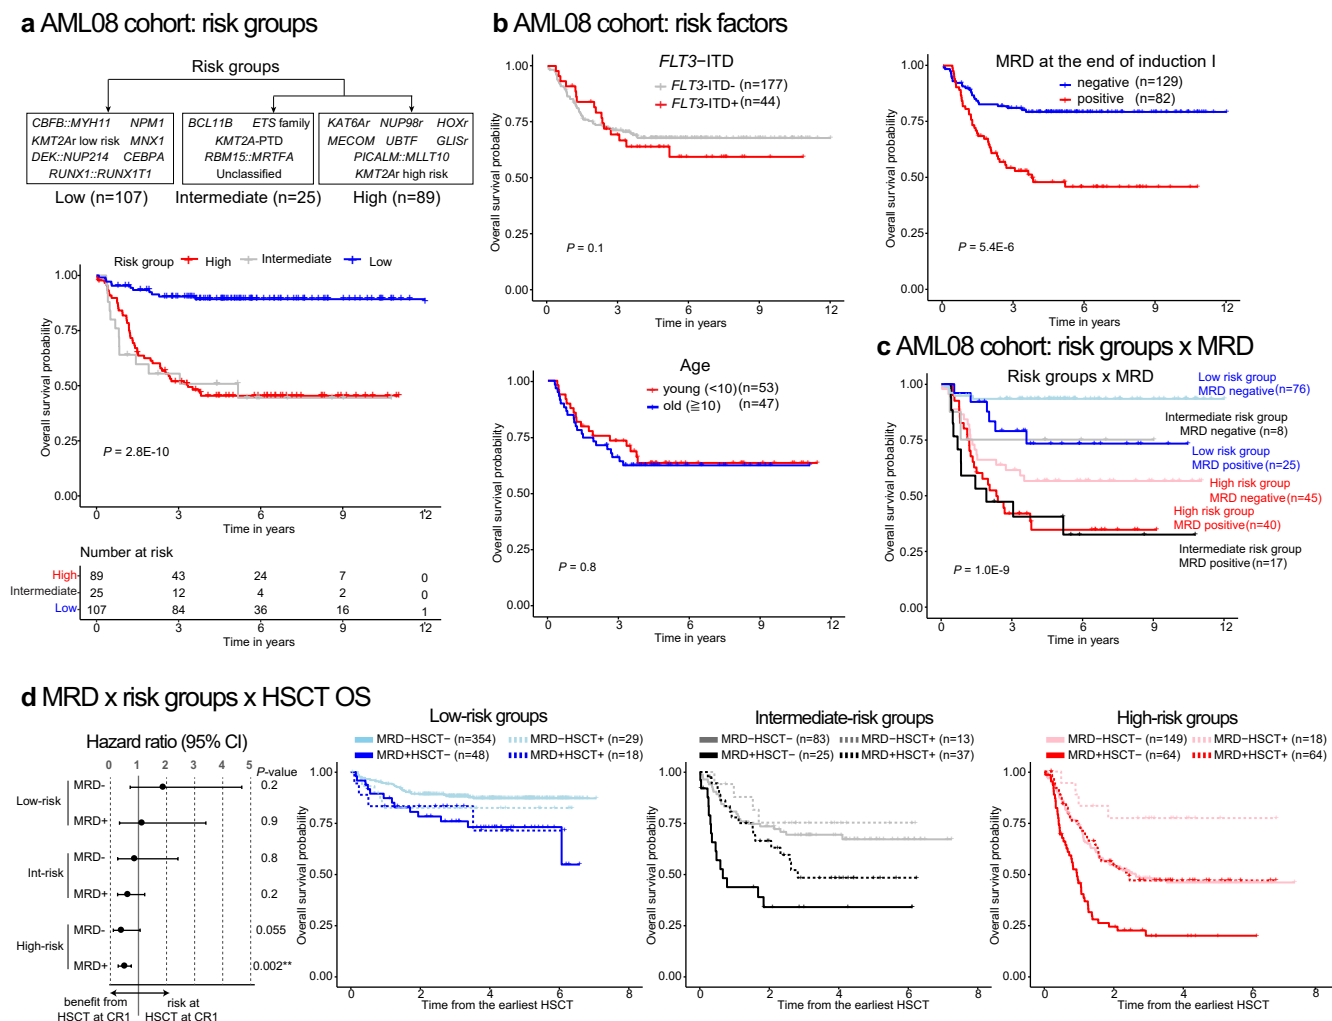 a AML08 cohort: risk groups
Risk groups
CBFB::MYH11 NPM1
KMT2Ar low risk MNX1
DEK::NUP214 CEBPA
RUNX1::RUNX1T1
Low (n=107)
BCL11B ETS family
KMT2A-PTD
RBM15::MRTFA
Unclassified
Intermediate (n=25)
KAT6Ar NUP98r HOXr
MECOM UBTF GLISr
PICALM::MLLT10
KMT2Ar high risk
High (n=89)
Risk group High Intermediate Low
Overall survival probability
1.00
0.75
0.50
0.25
0.00
P = 2.8E-10
0 3 6 9 12
Time in years
Number at risk
High 89 43 24 7 0
Intermediate 25 12 4 2 0
Low 107 84 36 16 1
0 3 6 9 12
Time in years
b AML08 cohort: risk factors
FLT3−ITD
FLT3-ITD- (n=177)
FLT3-ITD+ (n=44)
Overall survival probability
1.00
0.75
0.50
0.25
0.00
P = 0.1
0 3 6 9 12
Time in years
MRD at the end of induction I
negative (n=129)
positive (n=82)
Overall survival probability
1.00
0.75
0.50
0.25
0.00
P = 5.4E-6
0 3 6 9 12
Time in years
Age
young (<10) (n=53)
old (≧10) (n=47)
Overall survival probability
1.00
0.75
0.50
0.25
0.00
P = 0.8
0 3 6 9 12
Time in years
c AML08 cohort: risk groups x MRD
Risk groups x MRD
Low risk group
MRD negative (n=76)
Intermediate risk group
MRD negative (n=8)
Low risk group
MRD positive (n=25)
High risk group
MRD negative (n=45)
High risk group
MRD positive (n=40)
Intermediate risk group
MRD positive (n=17)
Overall survival probability
1.00
0.75
0.50
0.25
0.00
P = 1.0E-9
0 3 6 9 12
Time in years
d MRD x risk groups x HSCT OS
Hazard ratio (95% CI)
0 1 2 3 4 5
P-value
Low-risk
MRD- 0.2
MRD+ 0.9
Int-risk
MRD- 0.8
MRD+ 0.2
High-risk
MRD- 0.055
MRD+ 0.002**
benefit from
HSCT at CR1
risk at
HSCT at CR1
Low-risk groups
MRD−HSCT− (n=354) MRD−HSCT+ (n=29)
MRD+HSCT− (n=48) MRD+HSCT+ (n=18)
Overall survival probability
1.00
0.75
0.50
0.25
0.00
0 2 4 6 8
Time from the earliest HSCT
Intermediate-risk groups
MRD−HSCT− (n=83) MRD−HSCT+ (n=13)
MRD+HSCT− (n=25) MRD+HSCT+ (n=37)
Overall survival probability
1.00
0.75
0.50
0.25
0.00
0 2 4 6 8
Time from the earliest HSCT
High-risk groups
MRD−HSCT− (n=149) MRD−HSCT+ (n=18)
MRD+HSCT− (n=64) MRD+HSCT+ (n=64)
Overall survival probability
1.00
0.75
0.50
0.25
0.00
0 2 4 6 8
Time from the earliest HSCT